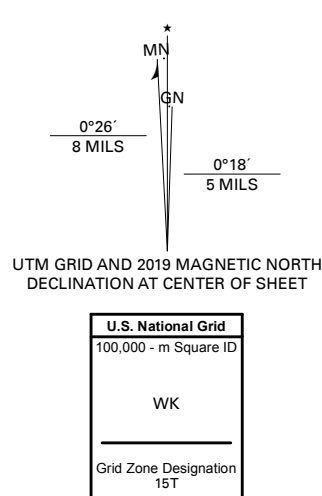 ★
MN
GN
0°26´
8 MILS
0°18´
5 MILS
UTM GRID AND 2019 MAGNETIC NORTH
DECLINATION AT CENTER OF SHEET
U.S. National Grid
100,000 - m Square ID
WK
Grid Zone Designation
15T